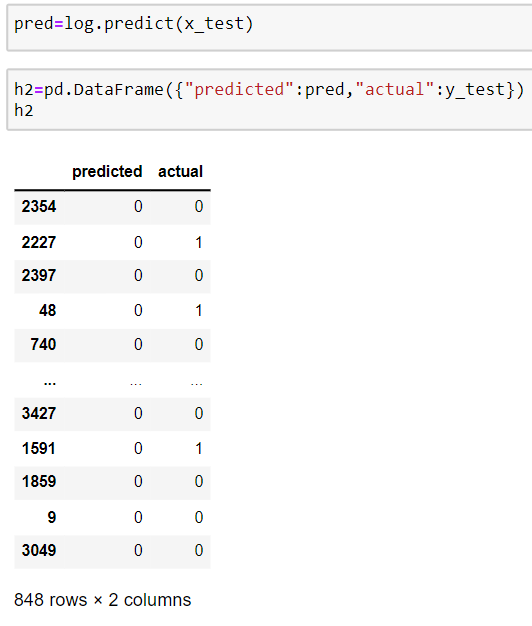 pred=log.predict(x_test)
h2=pd.DataFrame({"predicted":pred,"actual":y_test})
h2
predicted actual
2354 0 0
2227 0 1
2397 0 0
48 0 1
740 0 0
... ... ...
3427 0 0
1591 0 1
1859 0 0
9 0 0
3049 0 0
848 rows × 2 columns